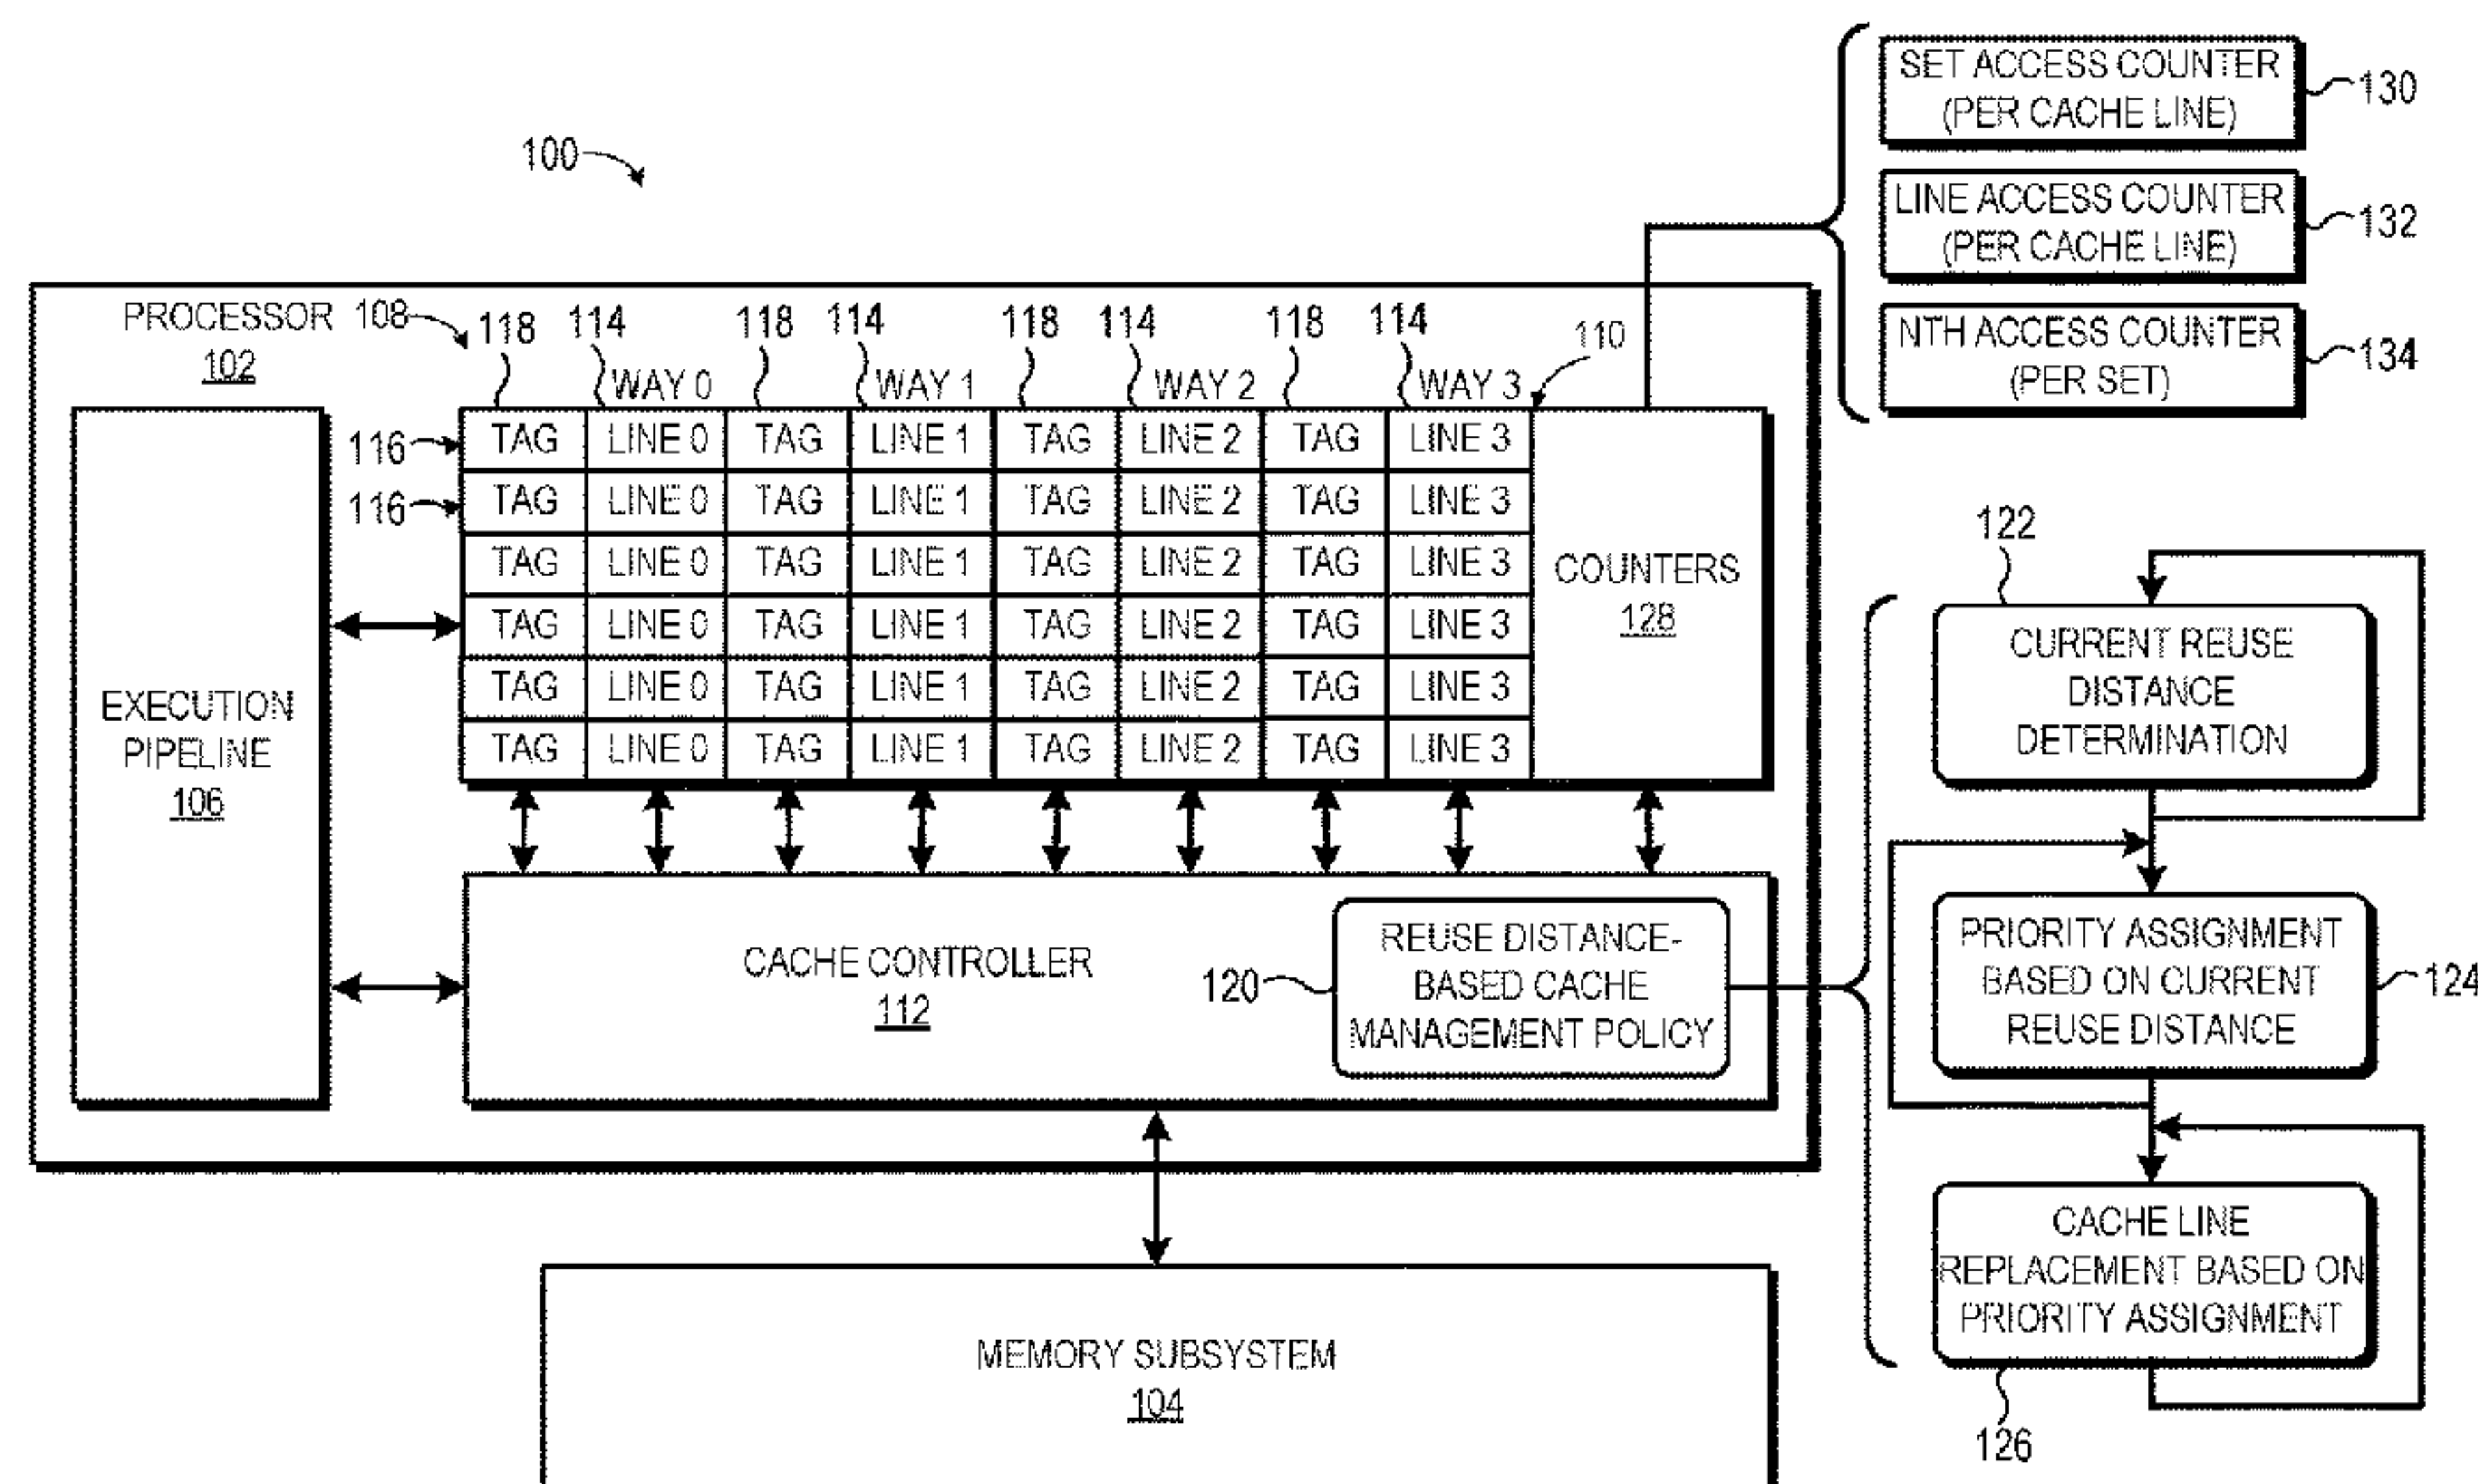 100
SET ACCESS COUNTER
(PER CACHE LINE)
130
LINE ACCESS COUNTER
(PER CACHE LINE)
132
NTH ACCESS COUNTER
(PER SET)
134
PROCESSOR
102
108
118 114 118 114 118 114 118 114 110
WAY 0 WAY 1 WAY 2 WAY 3
116 TAG LINE 0 TAG LINE 1 TAG LINE 2 TAG LINE 3
116 TAG LINE 0 TAG LINE 1 TAG LINE 2 TAG LINE 3
TAG LINE 0 TAG LINE 1 TAG LINE 2 TAG LINE 3
TAG LINE 0 TAG LINE 1 TAG LINE 2 TAG LINE 3
TAG LINE 0 TAG LINE 1 TAG LINE 2 TAG LINE 3
TAG LINE 0 TAG LINE 1 TAG LINE 2 TAG LINE 3
COUNTERS
128
EXECUTION
PIPELINE
106
CACHE CONTROLLER
112
120
REUSE DISTANCE-
BASED CACHE
MANAGEMENT POLICY
122
CURRENT REUSE
DISTANCE
DETERMINATION
PRIORITY ASSIGNMENT
BASED ON CURRENT
REUSE DISTANCE
124
CACHE LINE
REPLACEMENT BASED ON
PRIORITY ASSIGNMENT
126
MEMORY SUBSYSTEM
104